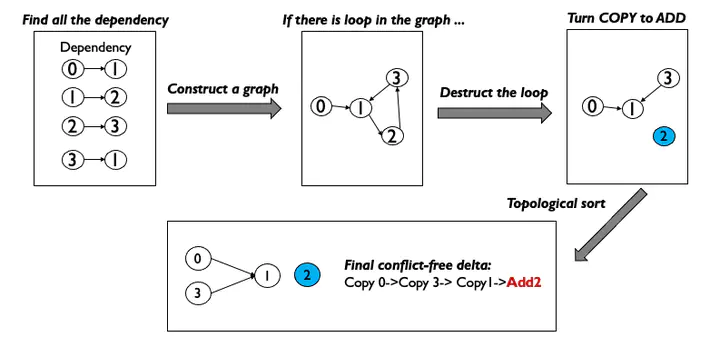 Find all the dependency
If there is loop in the graph ...
Turn COPY to ADD
Dependency
0 1
1 2
2 3
3 1
Construct a graph
0 1 3 2
Destruct the loop
0 1 3
2
Topological sort
0
3
1
2
Final conflict-free delta:
Copy 0->Copy 3-> Copy1->Add2